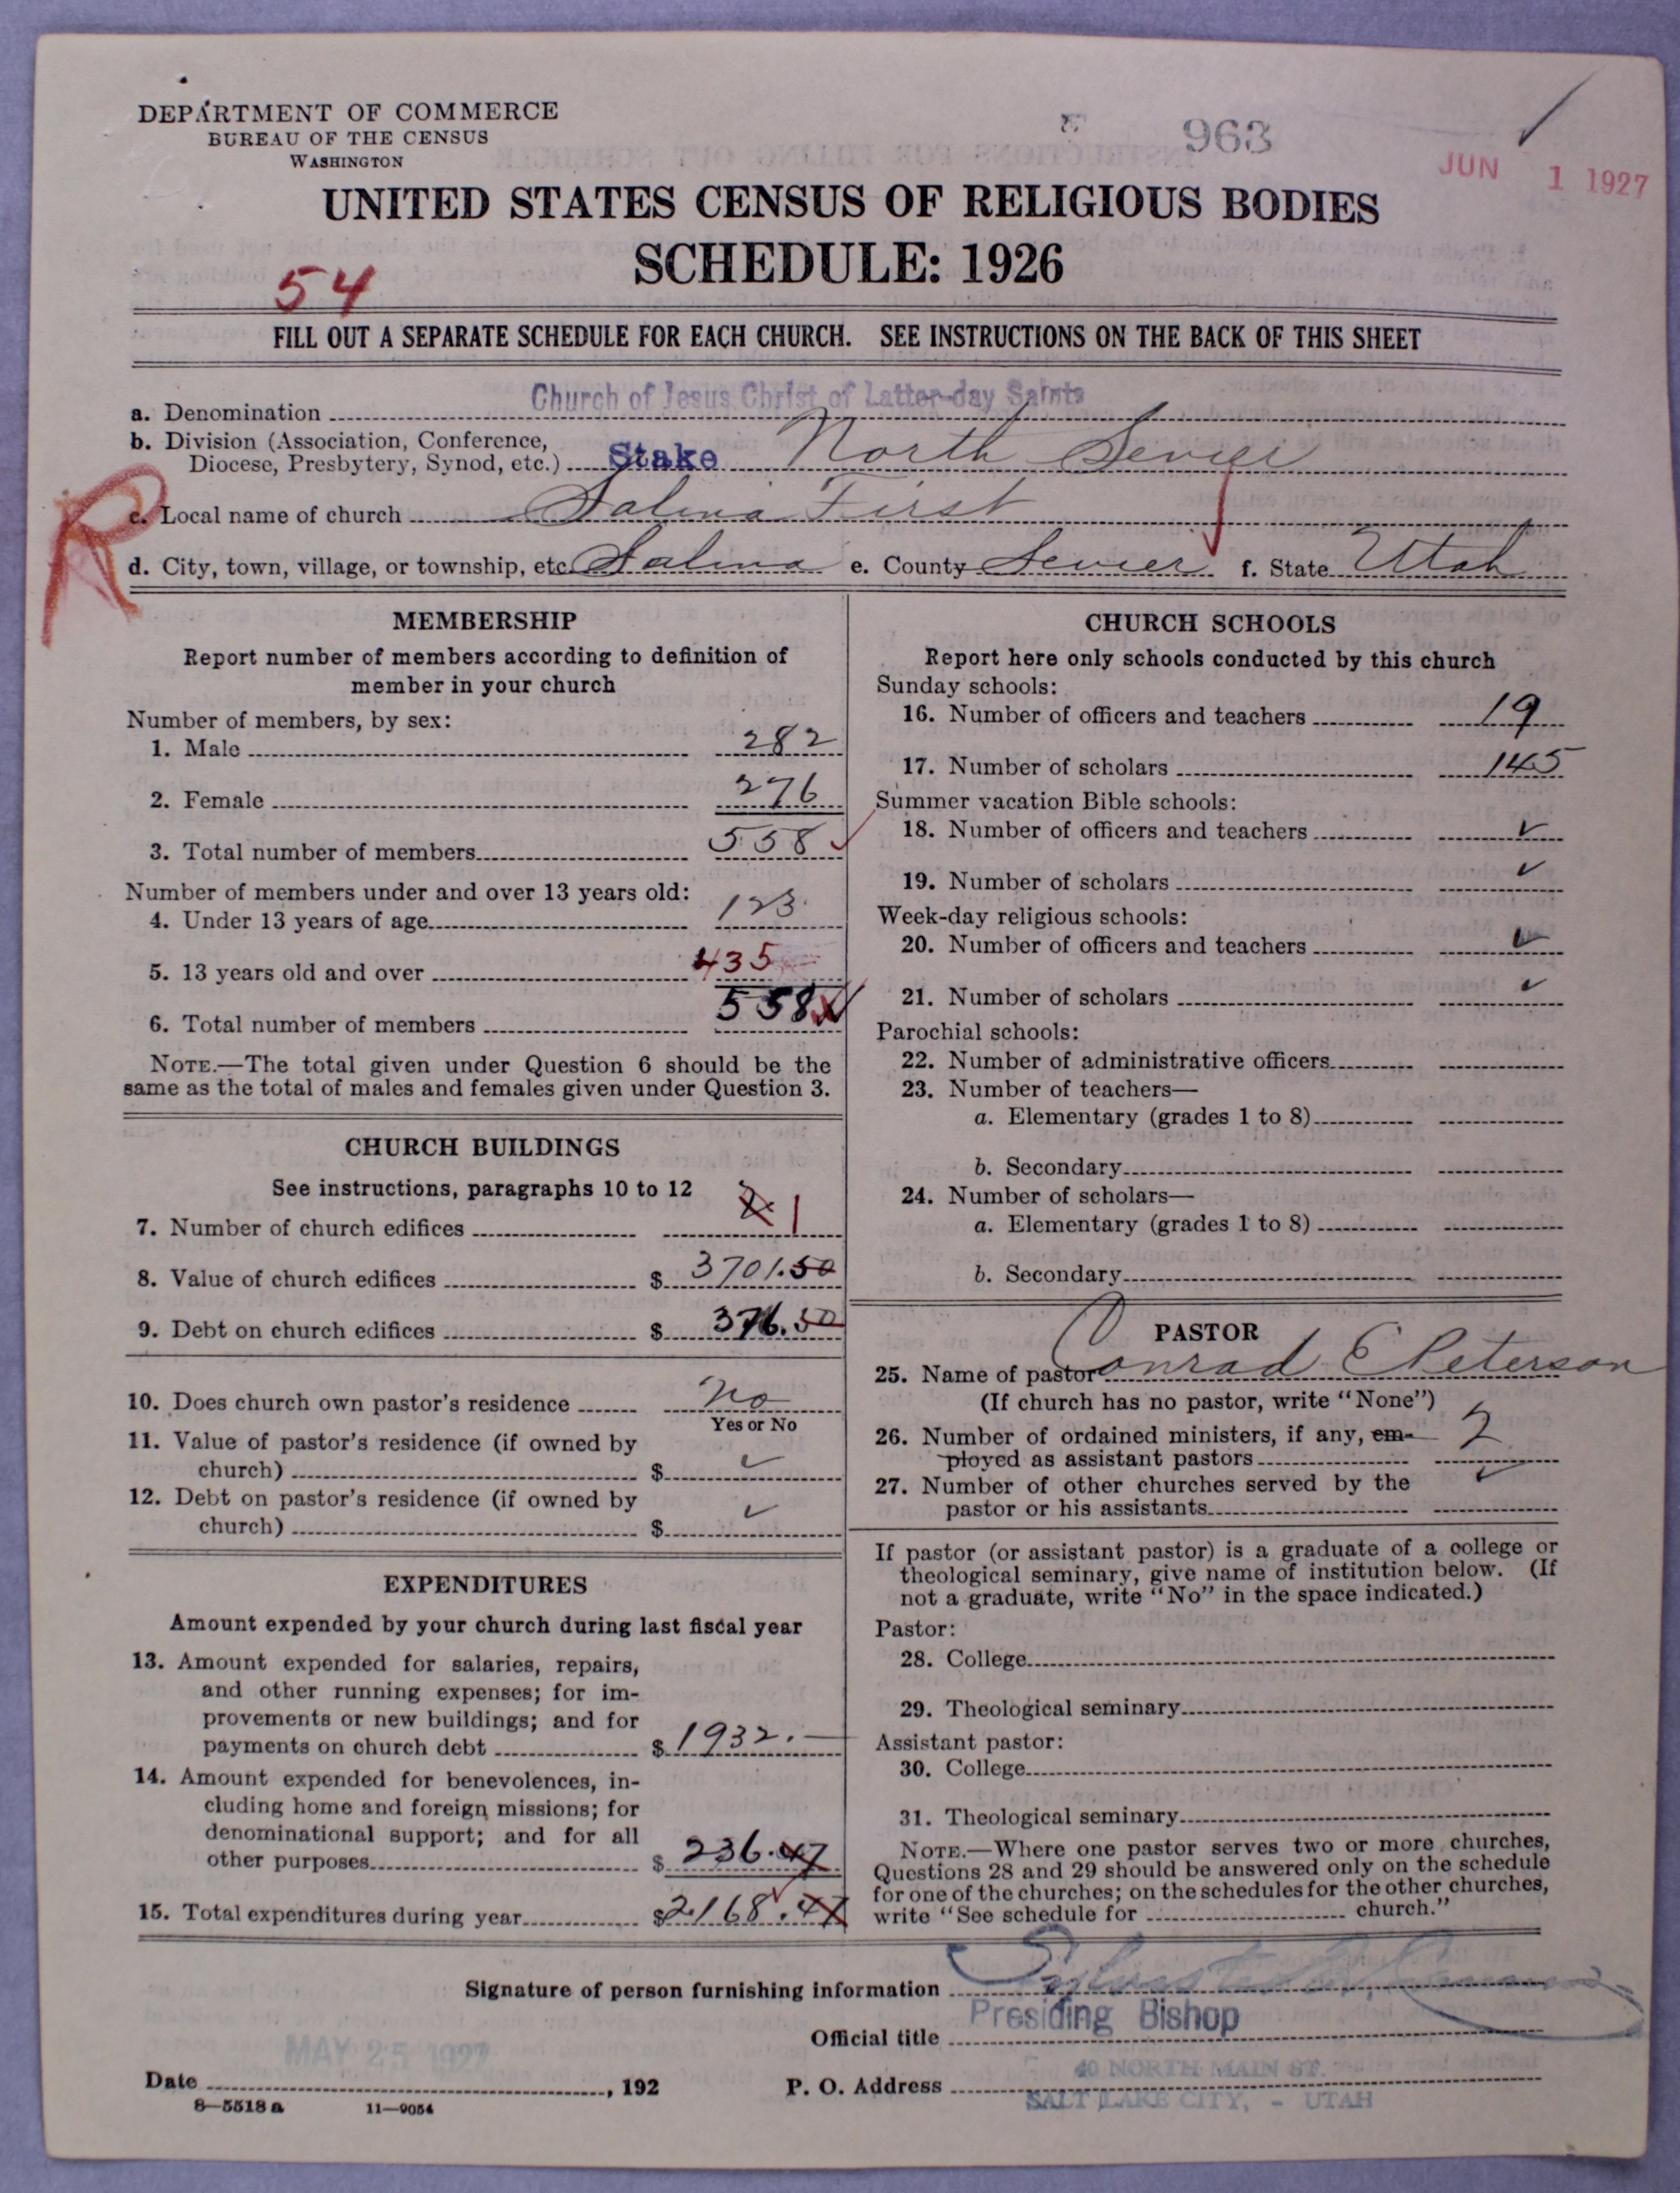 DEPARTMENT OF COMMERCE
BUREAU OF THE CENSUS
WASHINGTON
963
JUN 1 1927
UNITED STATES CENSUS OF RELIGIOUS BODIES
SCHEDULE: 1926
54
FILL OUT A SEPARATE SCHEDULE FOR EACH CHURCH. SEE INSTRUCTIONS ON THE BACK OF THIS SHEET
a. Denomination Church of Jesus Christ of Latter-day Saints
b. Division (Association, Conference,
Diocese, Presbytery, Synod, etc.) Stake North Sevier
R
c. Local name of church Salina First
d. City, town, village, or township, etc. Salina e. County Sevier f. State Utah
MEMBERSHIP
Report number of members according to definition of
member in your church
Number of members, by sex:
1. Male 282
2. Female 276
3. Total number of members 558
Number of members under and over 13 years old:
4. Under 13 years of age 123
5. 13 years old and over 435
6. Total number of members 558
NOTE.—The total given under Question 6 should be the
same as the total of males and females given under Question 3.
CHURCH BUILDINGS
See instructions, paragraphs 10 to 12
7. Number of church edifices 1
8. Value of church edifices $ 3701.50
9. Debt on church edifices $ 376.50
10. Does church own pastor's residence No
Yes or No
11. Value of pastor's residence (if owned by
church) $ ✓
12. Debt on pastor's residence (if owned by
church) $ ✓
EXPENDITURES
Amount expended by your church during last fiscal year
13. Amount expended for salaries, repairs,
and other running expenses; for im-
provements or new buildings; and for
payments on church debt $ 1932.—
14. Amount expended for benevolences, in-
cluding home and foreign missions; for
denominational support; and for all
other purposes $ 236.47
15. Total expenditures during year $ 2168.47
CHURCH SCHOOLS
Report here only schools conducted by this church
Sunday schools:
16. Number of officers and teachers 19
17. Number of scholars 145
Summer vacation Bible schools:
18. Number of officers and teachers ✓
19. Number of scholars ✓
Week-day religious schools:
20. Number of officers and teachers ✓
21. Number of scholars ✓
Parochial schools:
22. Number of administrative officers
23. Number of teachers—
a. Elementary (grades 1 to 8)
b. Secondary
24. Number of scholars—
a. Elementary (grades 1 to 8)
b. Secondary
PASTOR
25. Name of pastor Conrad E Peterson
(If church has no pastor, write "None")
26. Number of ordained ministers, if any, em-
ployed as assistant pastors 2
27. Number of other churches served by the
pastor or his assistants ✓
If pastor (or assistant pastor) is a graduate of a college or
theological seminary, give name of institution below. (If
not a graduate, write "No" in the space indicated.)
Pastor:
28. College
29. Theological seminary
Assistant pastor:
30. College
31. Theological seminary
NOTE.—Where one pastor serves two or more churches,
Questions 28 and 29 should be answered only on the schedule
for one of the churches; on the schedules for the other churches,
write "See schedule for church."
Signature of person furnishing information
Official title Presiding Bishop
MAY 25 1927
Date , 192
P. O. Address 40 NORTH MAIN ST.
SALT LAKE CITY, - UTAH
8—5518 a 11—9054